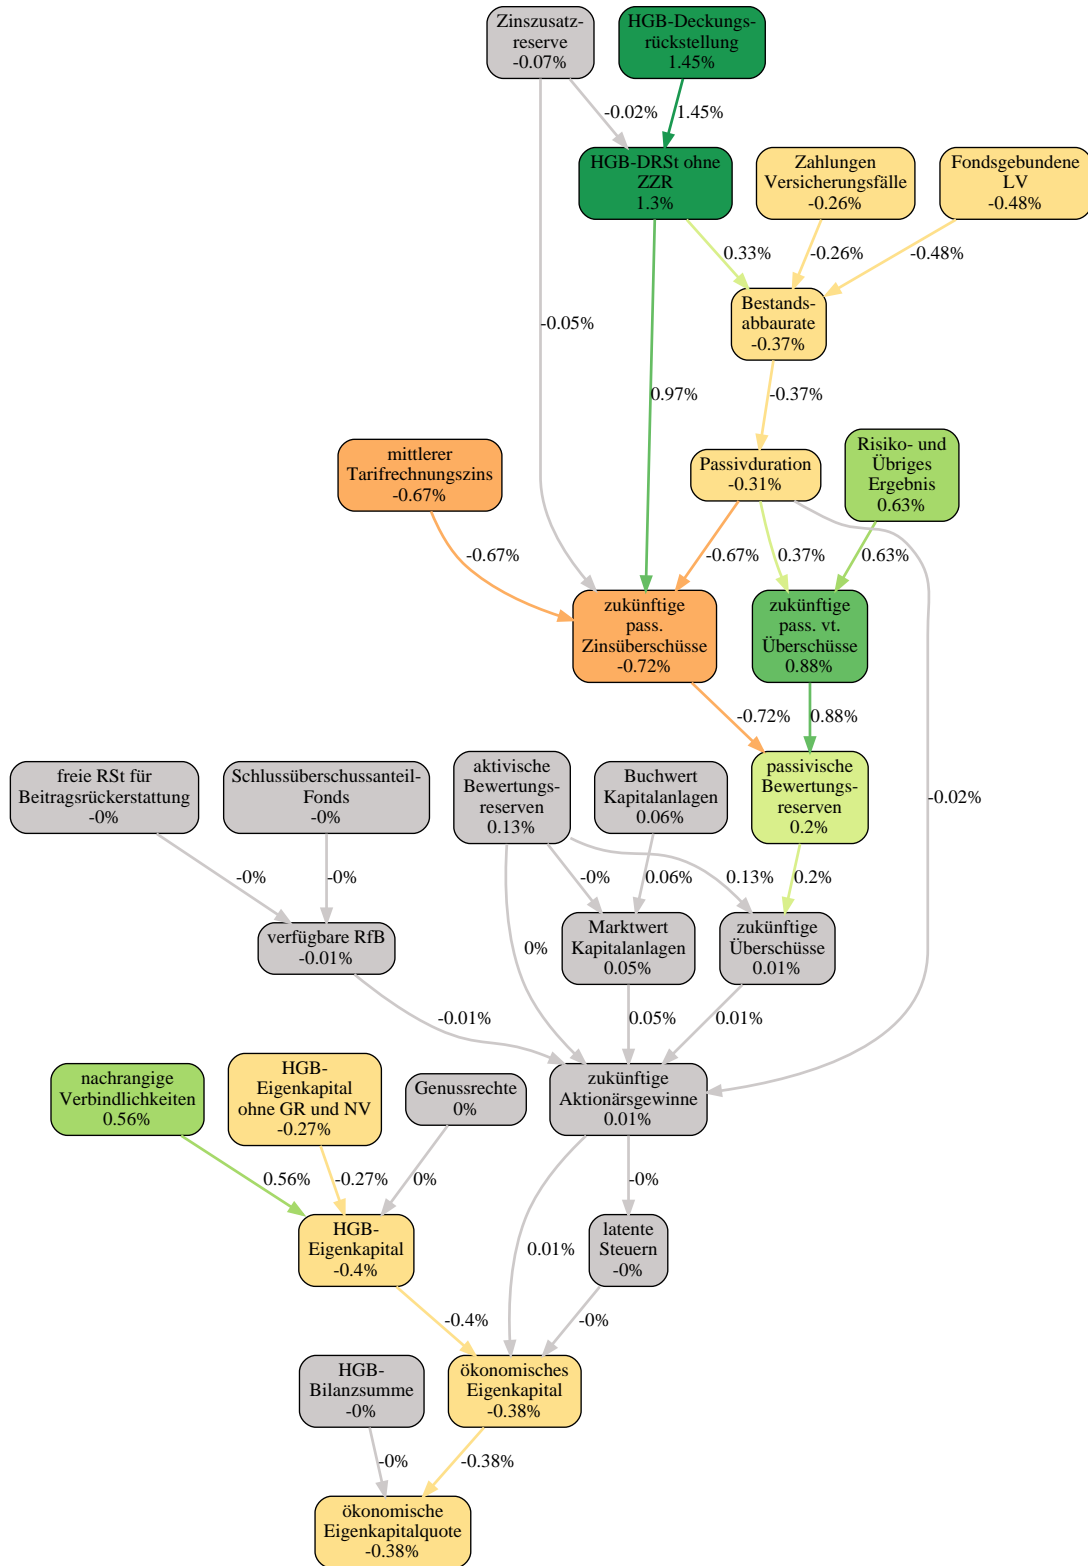 Zinszusatz-
reserve
-0.07%
HGB-Deckungs-
rückstellung
1.45%
-0.02%
1.45%
HGB-DRSt ohne
ZZR
1.3%
Zahlungen
Versicherungsfälle
-0.26%
Fondsgebundene
LV
-0.48%
0.33%
-0.26%
-0.48%
Bestands-
abbaurate
-0.37%
-0.05%
0.97%
-0.37%
mittlerer
Tarifrechnungszins
-0.67%
Passivduration
-0.31%
Risiko- und
Übriges
Ergebnis
0.63%
-0.67%
-0.67%
0.37%
0.63%
zukünftige
pass.
Zinsüberschüsse
-0.72%
zukünftige
pass. vt.
Überschüsse
0.88%
-0.72%
0.88%
freie RSt für
Beitragsrückerstattung
-0%
Schlussüberschussanteil-
Fonds
-0%
aktivische
Bewertungs-
reserven
0.13%
Buchwert
Kapitalanlagen
0.06%
passivische
Bewertungs-
reserven
0.2%
-0.02%
-0%
-0%
-0%
0.06%
0.13%
0.2%
verfügbare RfB
-0.01%
0%
Marktwert
Kapitalanlagen
0.05%
zukünftige
Überschüsse
0.01%
-0.01%
0.05%
0.01%
nachrangige
Verbindlichkeiten
0.56%
HGB-
Eigenkapital
ohne GR und NV
-0.27%
Genussrechte
0%
zukünftige
Aktionärsgewinne
0.01%
0.56%
-0.27%
0%
-0%
HGB-
Eigenkapital
-0.4%
0.01%
latente
Steuern
-0%
-0.4%
-0%
HGB-
Bilanzsumme
-0%
ökonomisches
Eigenkapital
-0.38%
-0%
-0.38%
ökonomische
Eigenkapitalquote
-0.38%